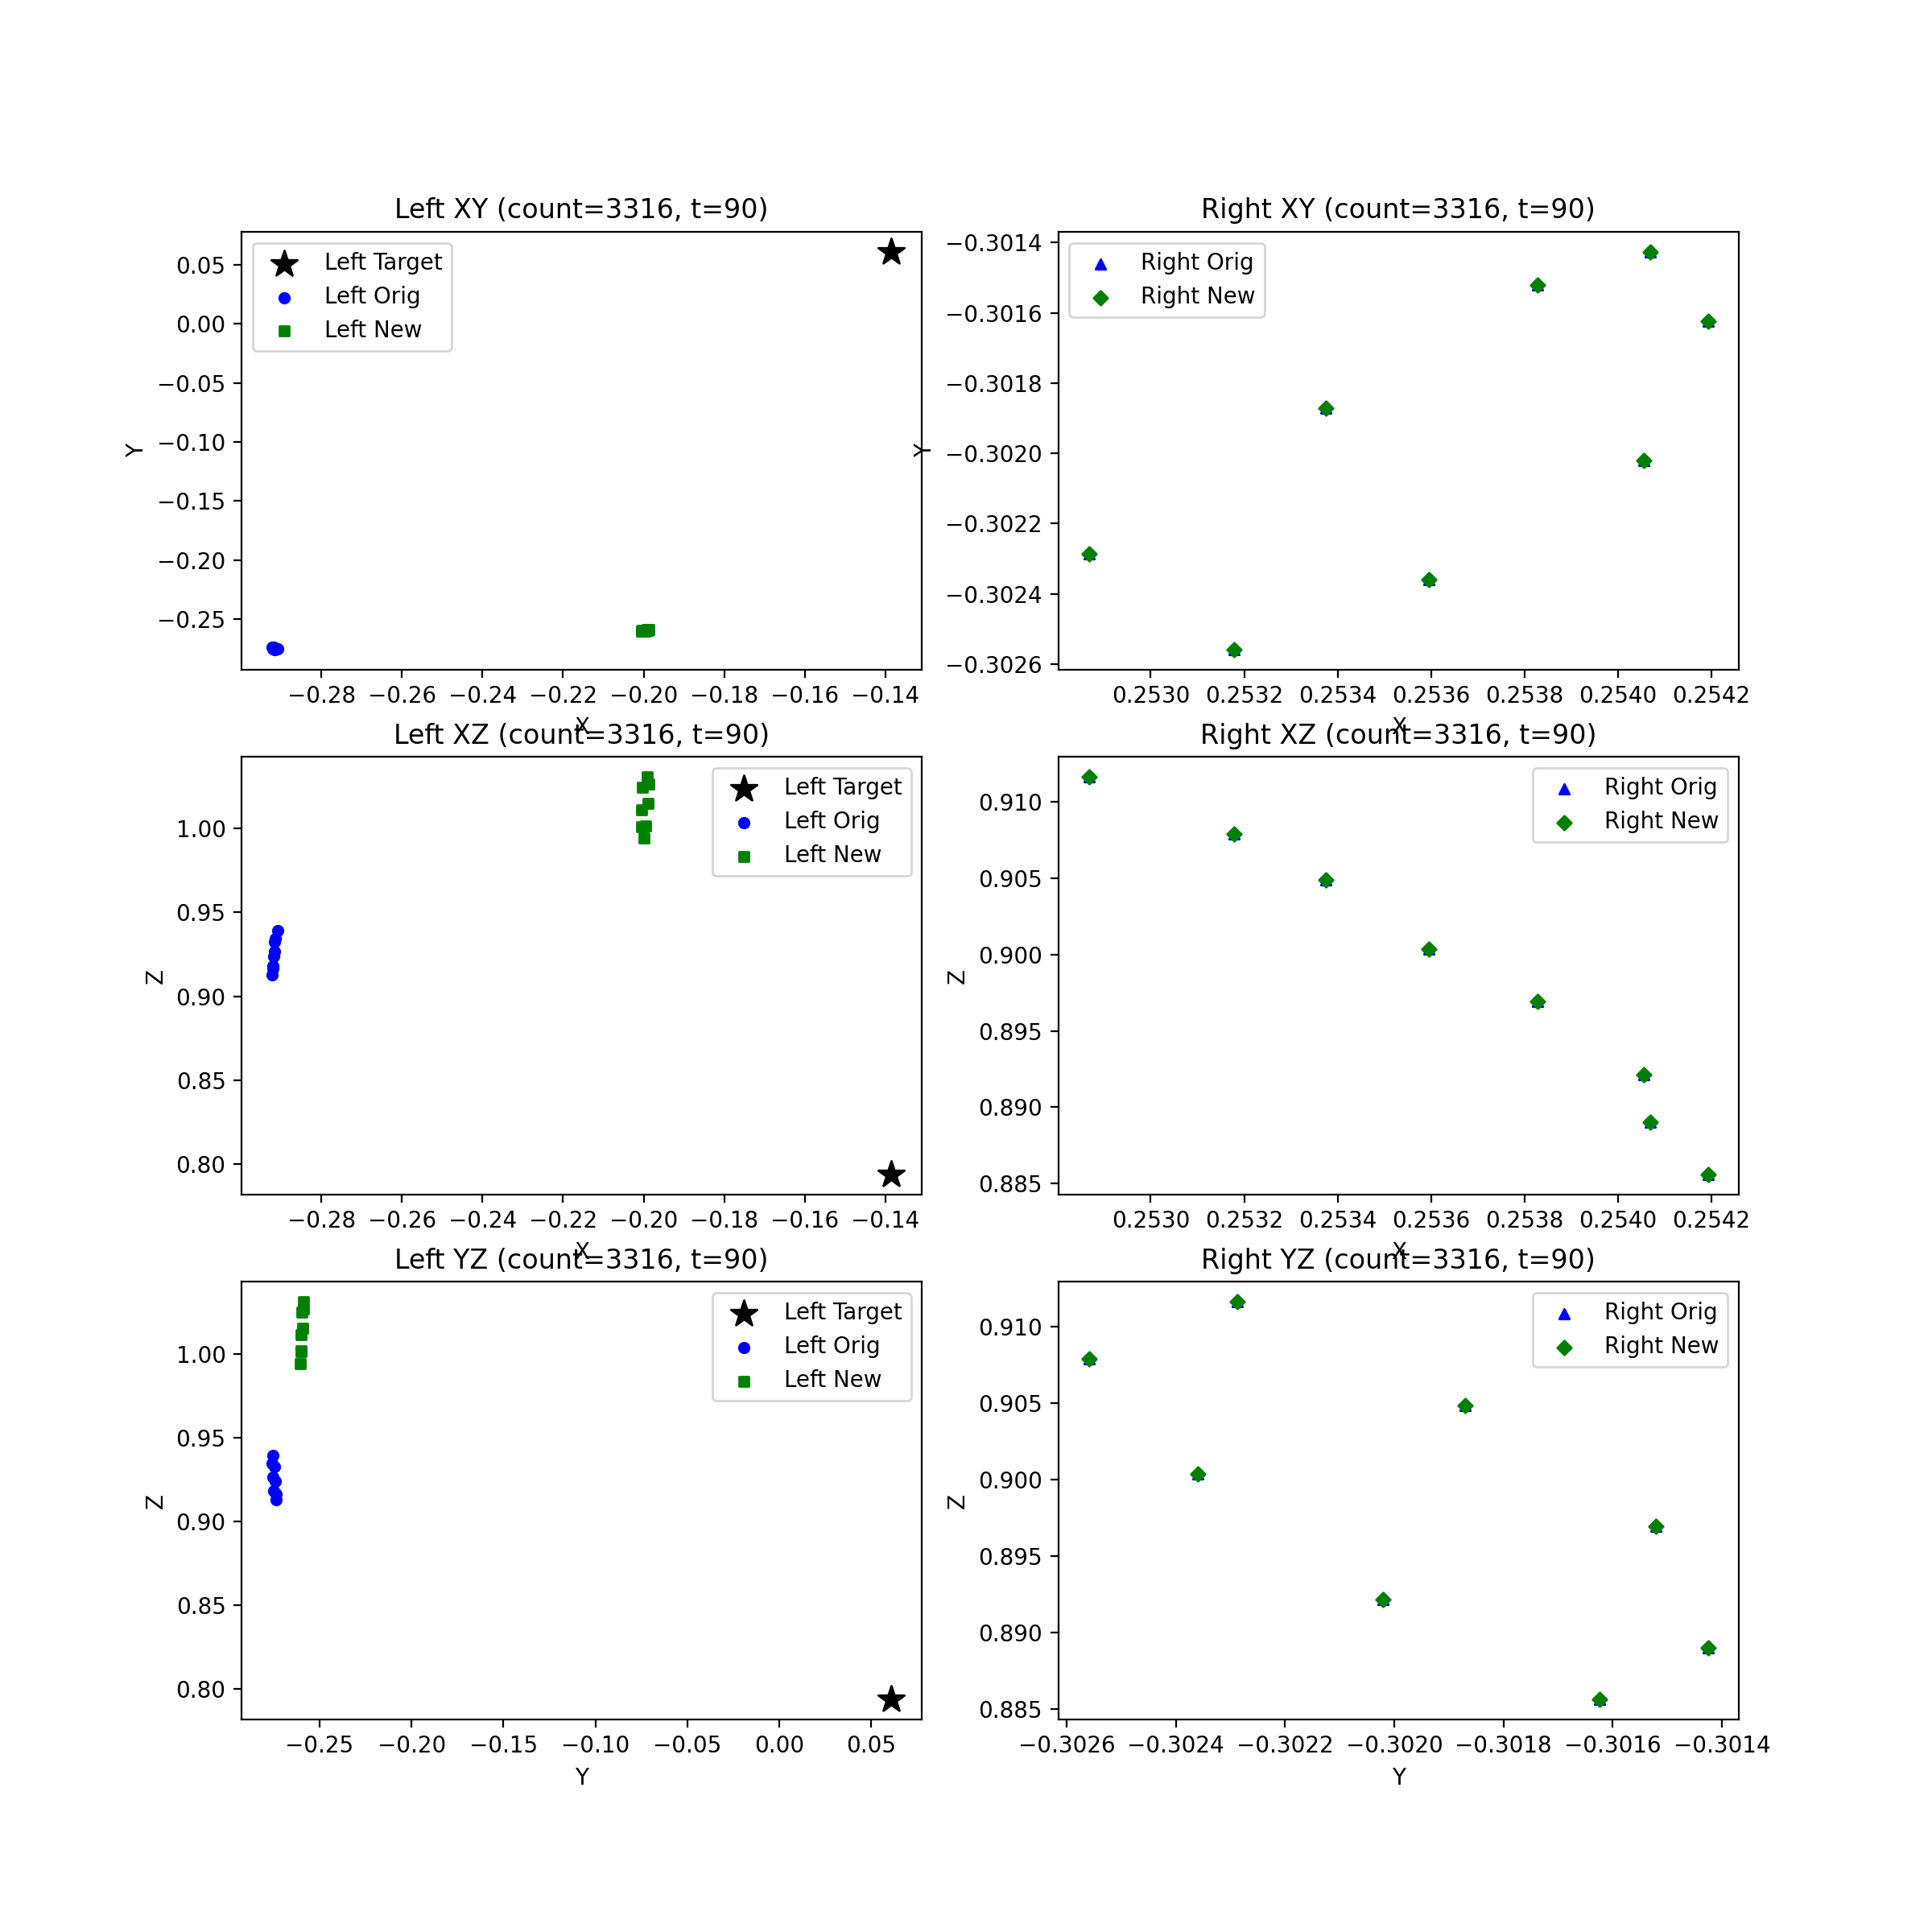 Left XY (count=3316, t=90)
Left Target
Left Orig
Left New
0.05
0.00
−0.05
−0.10
−0.15
−0.20
−0.25
Y
−0.28 −0.26 −0.24 −0.22 −0.20 −0.18 −0.16 −0.14
X
Right XY (count=3316, t=90)
Right Orig
Right New
−0.3014
−0.3016
−0.3018
−0.3020
−0.3022
−0.3024
−0.3026
Y
0.2530 0.2532 0.2534 0.2536 0.2538 0.2540 0.2542
X
Left XZ (count=3316, t=90)
Left Target
Left Orig
Left New
1.00
0.95
0.90
0.85
0.80
Z
−0.28 −0.26 −0.24 −0.22 −0.20 −0.18 −0.16 −0.14
X
Right XZ (count=3316, t=90)
Right Orig
Right New
0.910
0.905
0.900
0.895
0.890
0.885
Z
0.2530 0.2532 0.2534 0.2536 0.2538 0.2540 0.2542
X
Left YZ (count=3316, t=90)
Left Target
Left Orig
Left New
1.00
0.95
0.90
0.85
0.80
Z
−0.25 −0.20 −0.15 −0.10 −0.05 0.00 0.05
Y
Right YZ (count=3316, t=90)
Right Orig
Right New
0.910
0.905
0.900
0.895
0.890
0.885
Z
−0.3026 −0.3024 −0.3022 −0.3020 −0.3018 −0.3016 −0.3014
Y